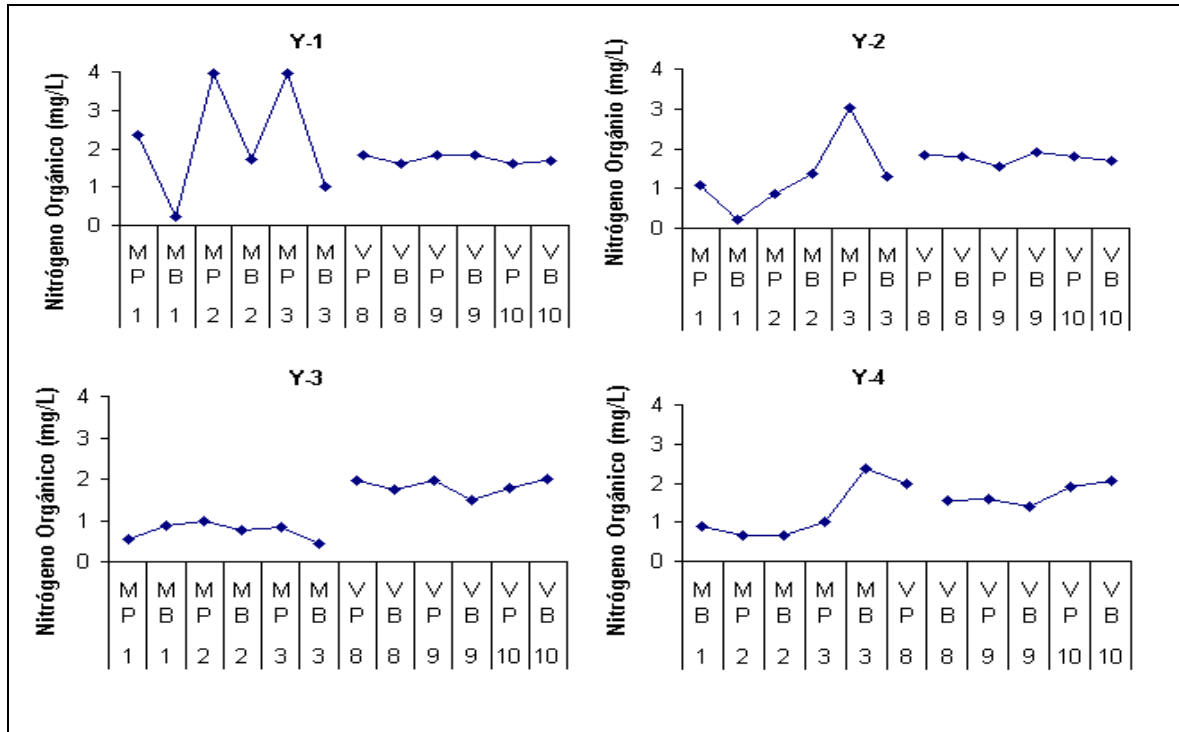 Y-1
Nitrógeno Orgánico (mg/L)
4
3
2
1
0
M M M M M M V V V V V V
P B P B P B P B P B P B
1 1 2 2 3 3 8 8 9 9 10 10
Y-2
Nitrógeno Orgánio (mg/L)
4
3
2
1
0
M M M M M M V V V V V V
P B P B P B P B P B P B
1 1 2 2 3 3 8 8 9 9 10 10
Y-3
Nitrógeno Orgánico (mg/L)
4
3
2
1
0
M M M M M M V V V V V V
P B P B P B P B P B P B
1 1 2 2 3 3 8 8 9 9 10 10
Y-4
Nitrógeno Orgánico (mg/L)
4
3
2
1
0
M M M M M V V V V V V
B P B P B P B P B P B
1 2 2 3 3 8 8 9 9 10 10